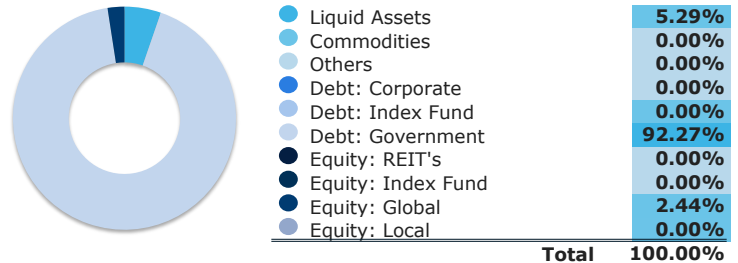 Liquid Assets 5.29%
Commodities 0.00%
Others 0.00%
Debt: Corporate 0.00%
Debt: Index Fund 0.00%
Debt: Government 92.27%
Equity: REIT's 0.00%
Equity: Index Fund 0.00%
Equity: Global 2.44%
Equity: Local 0.00%
Total 100.00%